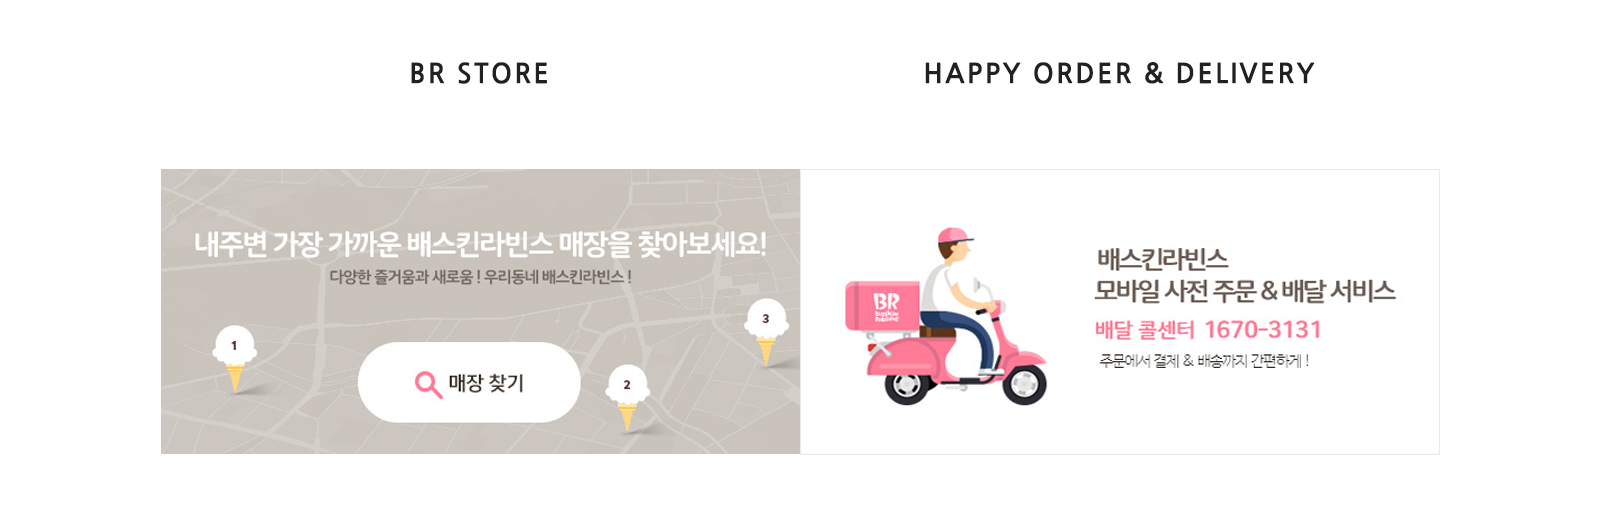 BR STORE
HAPPY ORDER & DELIVERY
내주변 가장 가까운 배스킨라빈스 매장을 찾아보세요!
다양한 즐거움과 새로움 ! 우리동네 배스킨라빈스 !
1
2
3
매장 찾기
BR
baskin
robbins
배스킨라빈스
모바일 사전 주문 & 배달 서비스
배달 콜센터 1670-3131
주문에서 결제 & 배송까지 간편하게 !